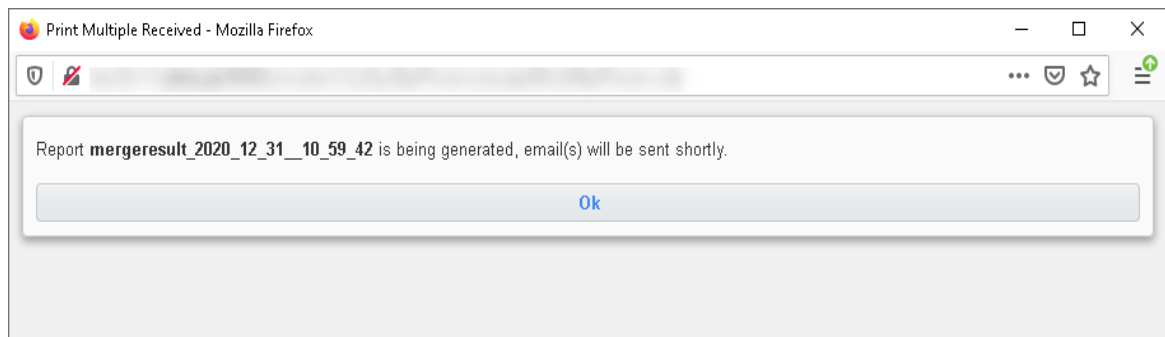 Print Multiple Received - Mozilla Firefox
Report mergeresult_2020_12_31__10_59_42 is being generated, email(s) will be sent shortly.
Ok